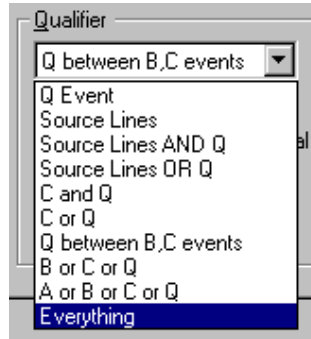 Qualifier
Q between B,C events
Q Event
Source Lines
Source Lines AND Q
Source Lines OR Q
C and Q
C or Q
Q between B,C events
B or C or Q
A or B or C or Q
Everything